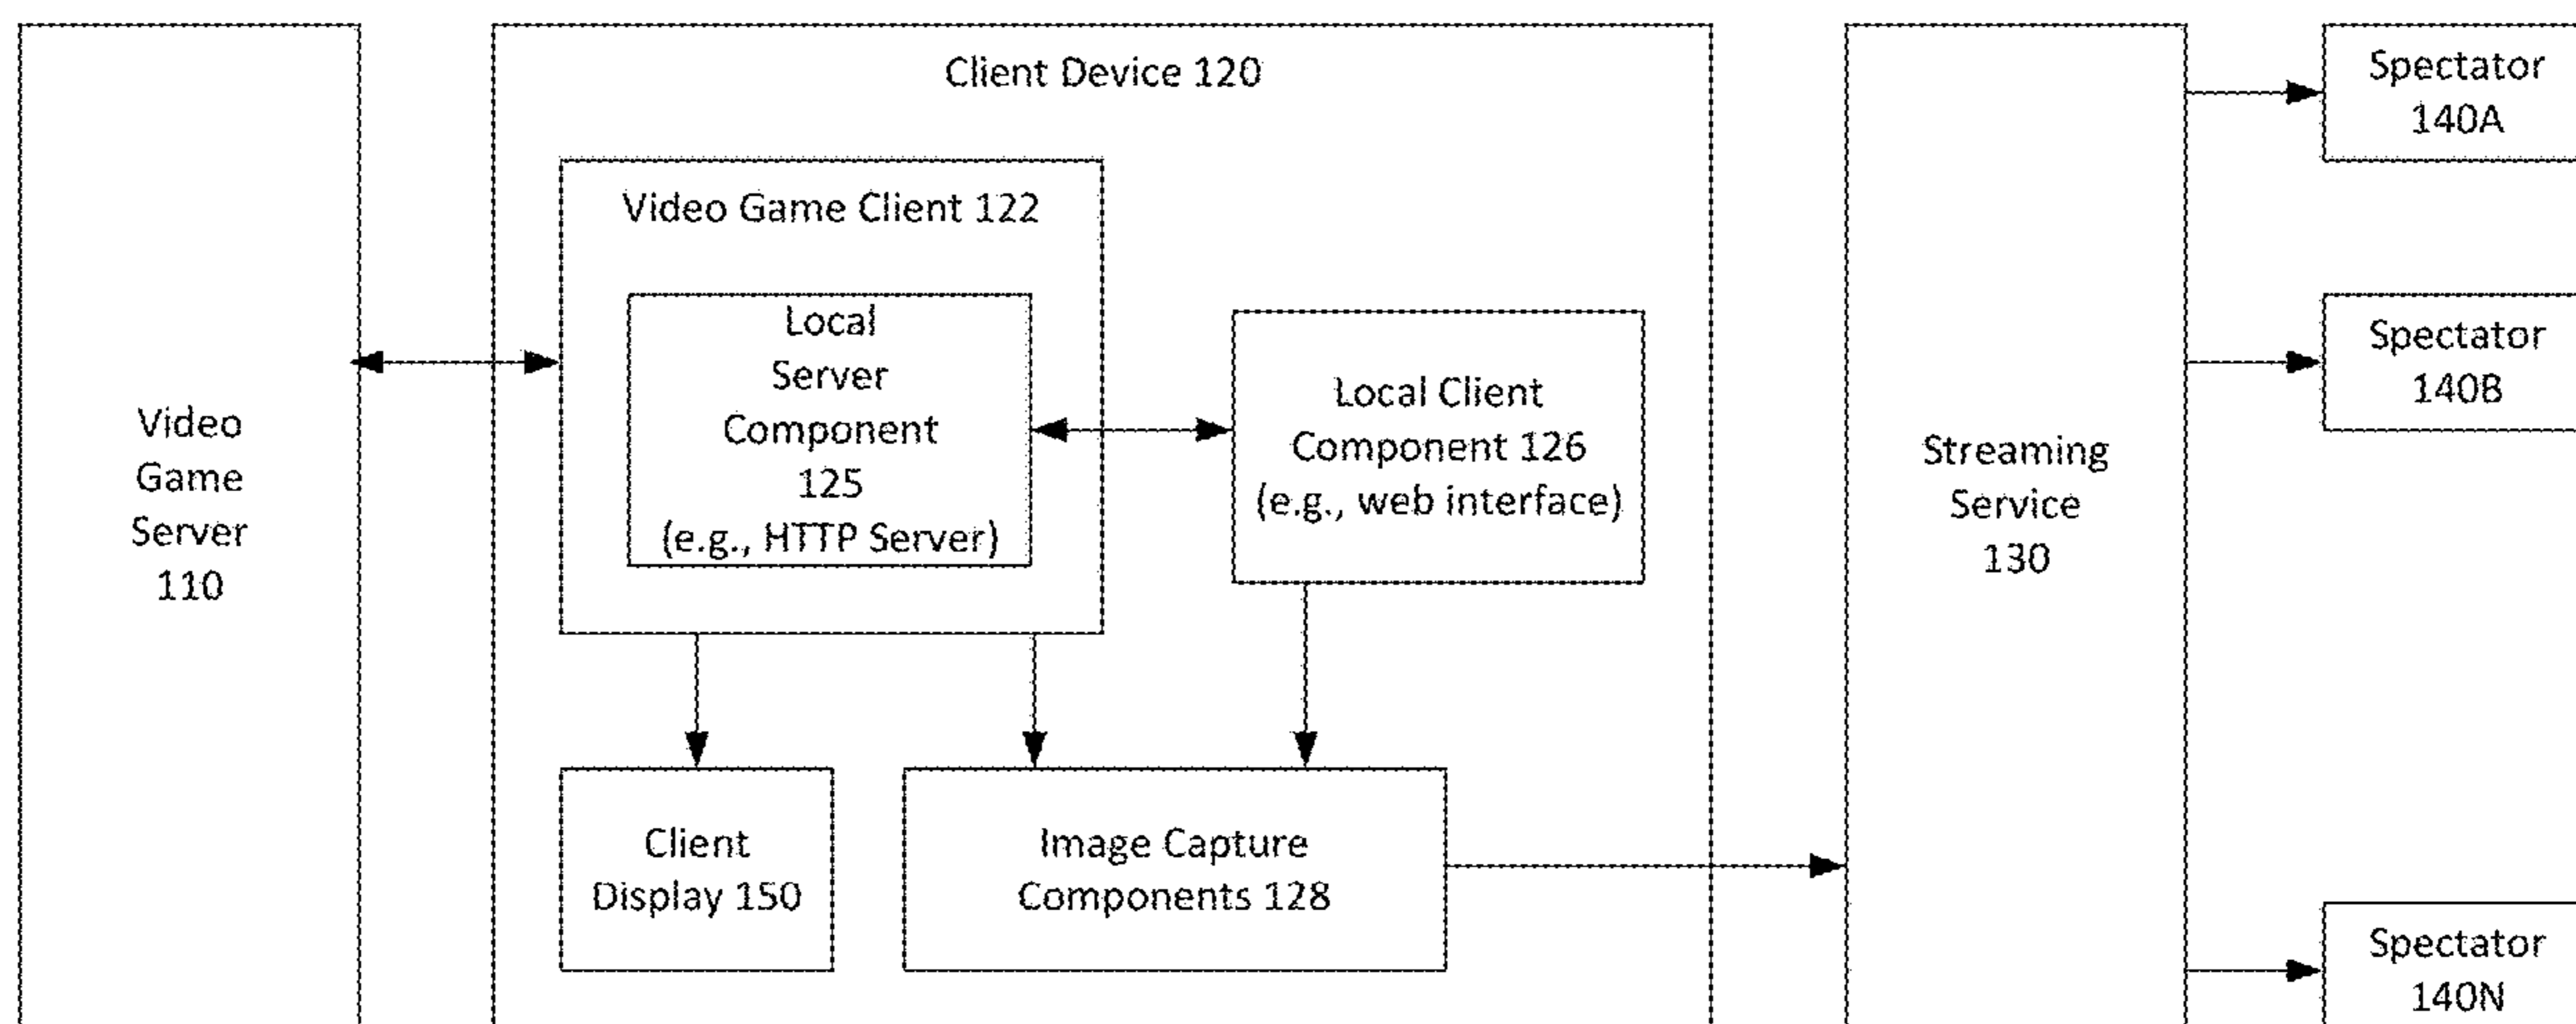 Video
Game
Server
110
Client Device 120
Video Game Client 122
Local
Server
Component
125
(e.g., HTTP Server)
Local Client
Component 126
(e.g., web interface)
Client
Display 150
Image Capture
Components 128
Streaming
Service
130
Spectator
140A
Spectator
140B
Spectator
140N